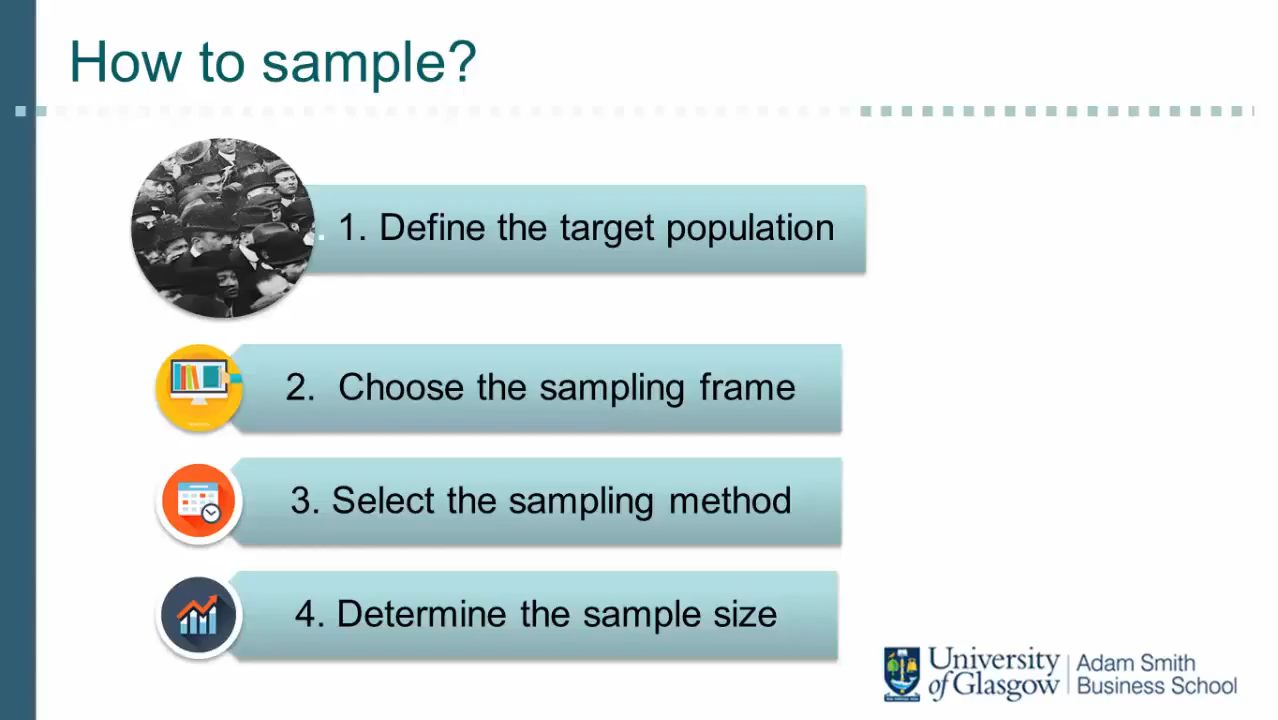 How to sample?
. 1. Define the target population
2. Choose the sampling frame
3. Select the sampling method
4. Determine the sample size
University
of Glasgow
Adam Smith
Business School